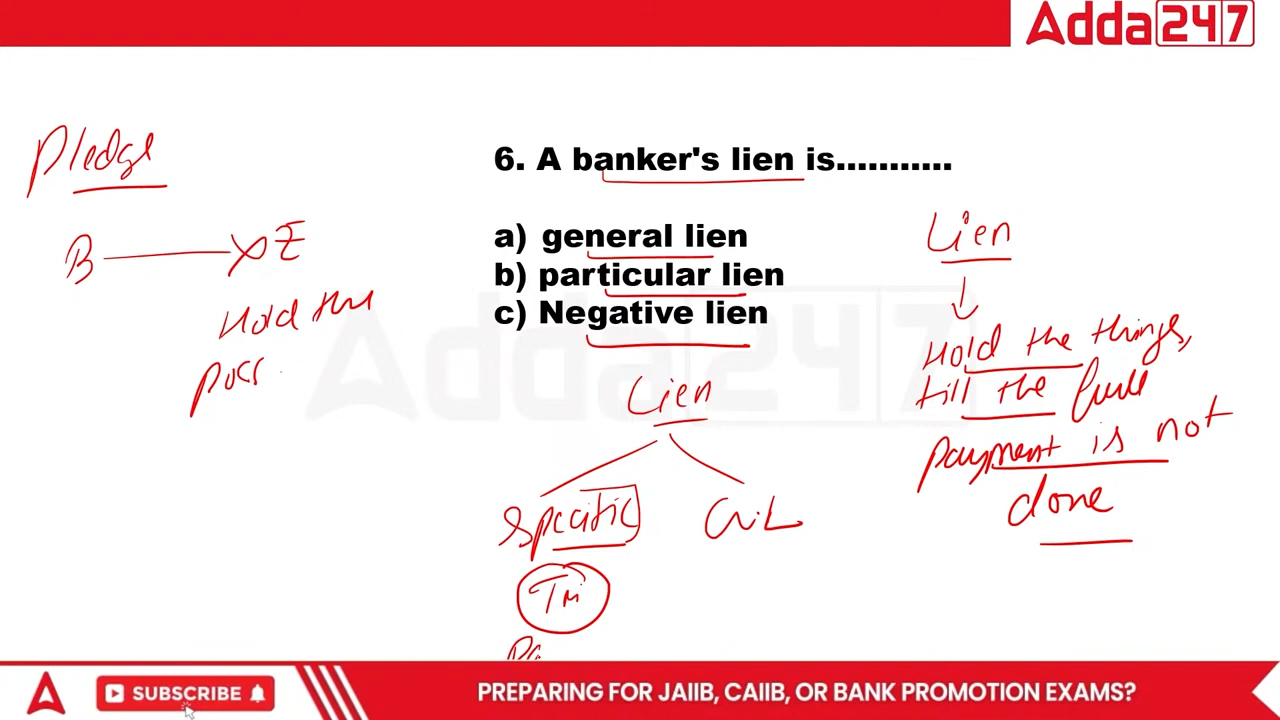 Adda247
Pledge
6. A banker's lien is...........
B
a) general lien
b) particular lien
c) Negative lien
Hold the
Lien
Hold the things,
till the full
payment is not
done
Lien
Specific
G.L
SUBSCRIBE
PREPARING FOR JAIIB, CAIIB, OR BANK PROMOTION EXAMS?